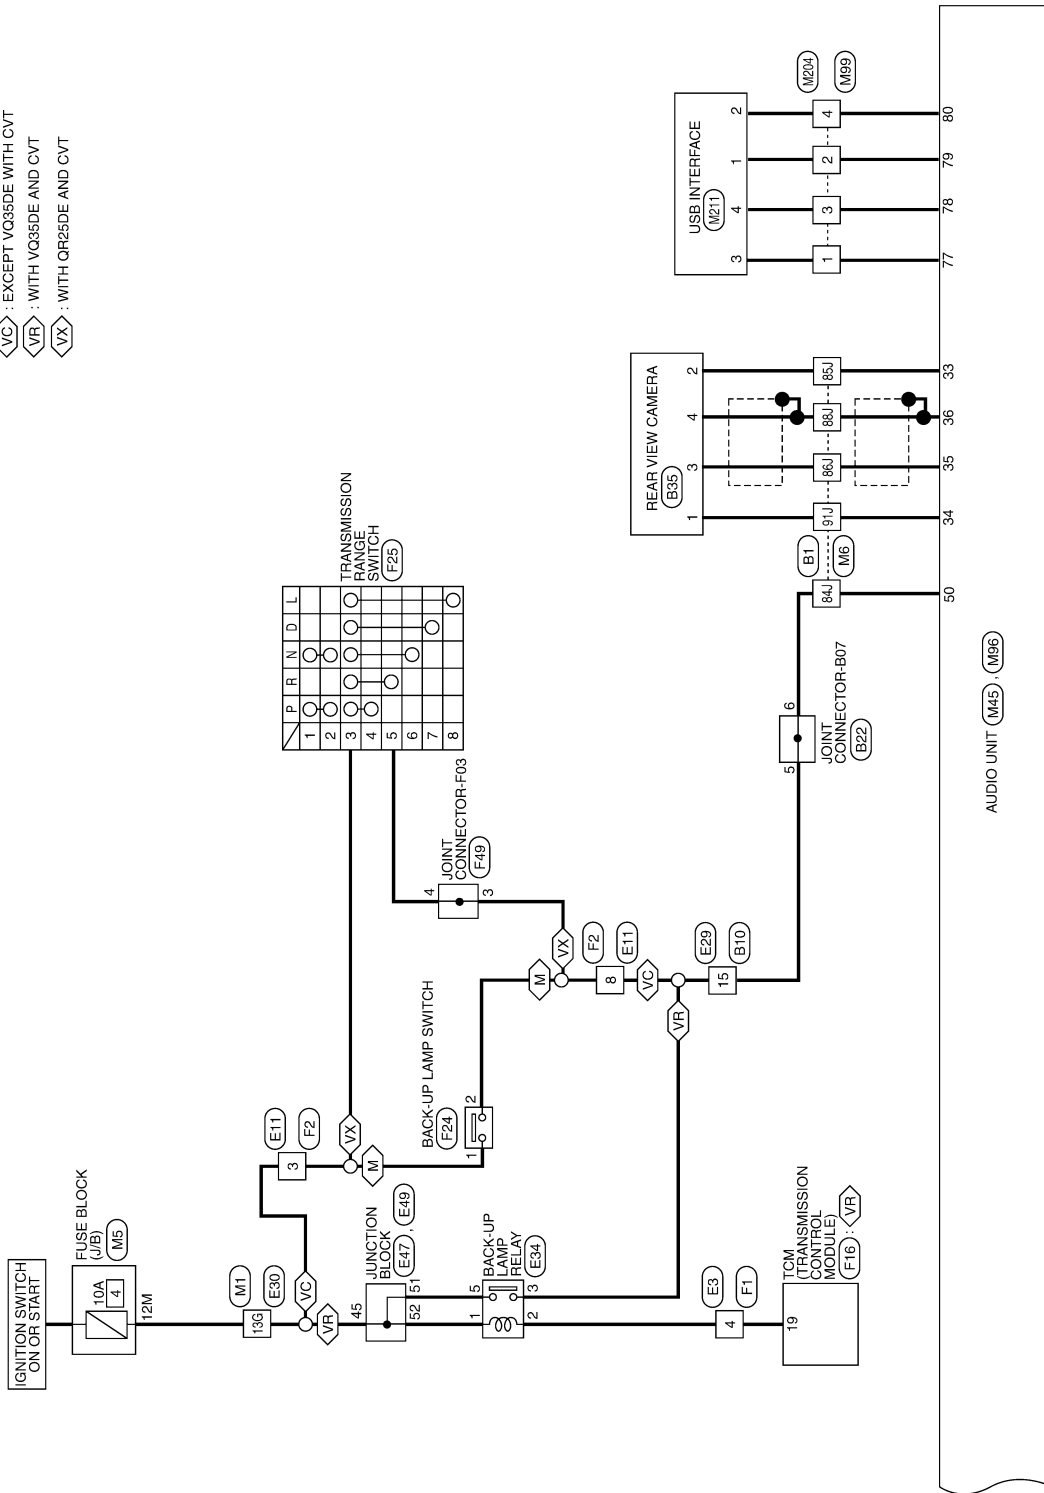 VC : EXCEPT VQ35DE WITH CVT
VR : WITH VQ35DE AND CVT
VX : WITH QR25DE AND CVT
IGNITION SWITCH
ON OR START
FUSE BLOCK
(J/B)
M5
10A
4
12M
M1
E30
13G
VC
VR
E11
F2
3
VX
M
45
JUNCTION
BLOCK
E47 , E49
51
52
BACK-UP
LAMP
RELAY
E34
5
1
3
2
E3
F1
4
TCM
(TRANSMISSION
CONTROL
MODULE)
F16 : VR
19
BACK-UP LAMP SWITCH
F24
1
2
TRANSMISSION
RANGE
SWITCH
F25
P R N D L
1
2
3
4
5
6
7
8
JOINT
CONNECTOR-F03
F49
4
3
VX
M
F2
E11
8
VC
VR
E29
B10
15
JOINT
CONNECTOR-B07
B22
5
6
B1
M6
84J
50
REAR VIEW CAMERA
B35
1 3 4 2
91J 86J 88J 85J
34 35 36 33
USB INTERFACE
M211
3 4 1 2
1 3 2 4
M204
M99
77 78 79 80
AUDIO UNIT M45 , M96